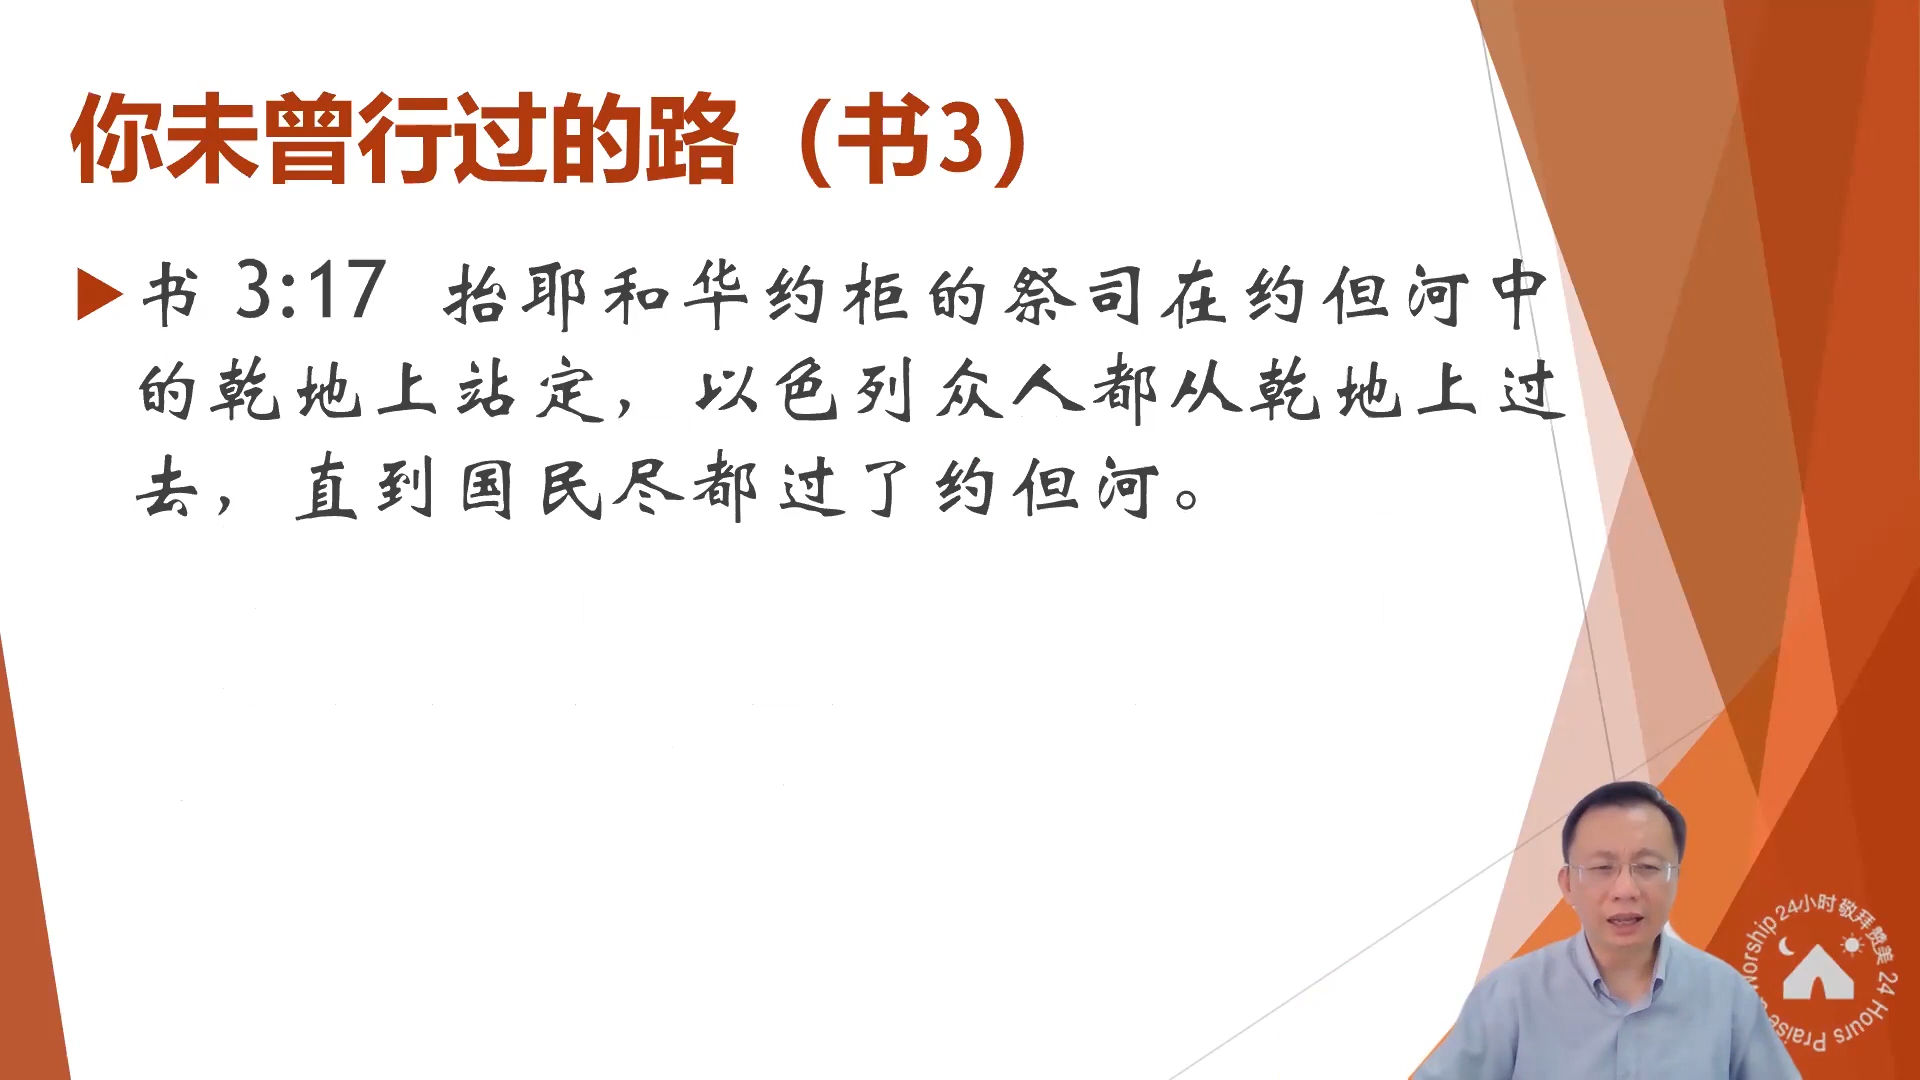 你未曾行过的路（书3）
书 3:17 抬耶和华约柜的祭司在约但河中
的乾地上站定，以色列众人都从乾地上过
去，直到国民尽都过了约但河。
24小时敬拜赞美 24 Hours Praise Worship